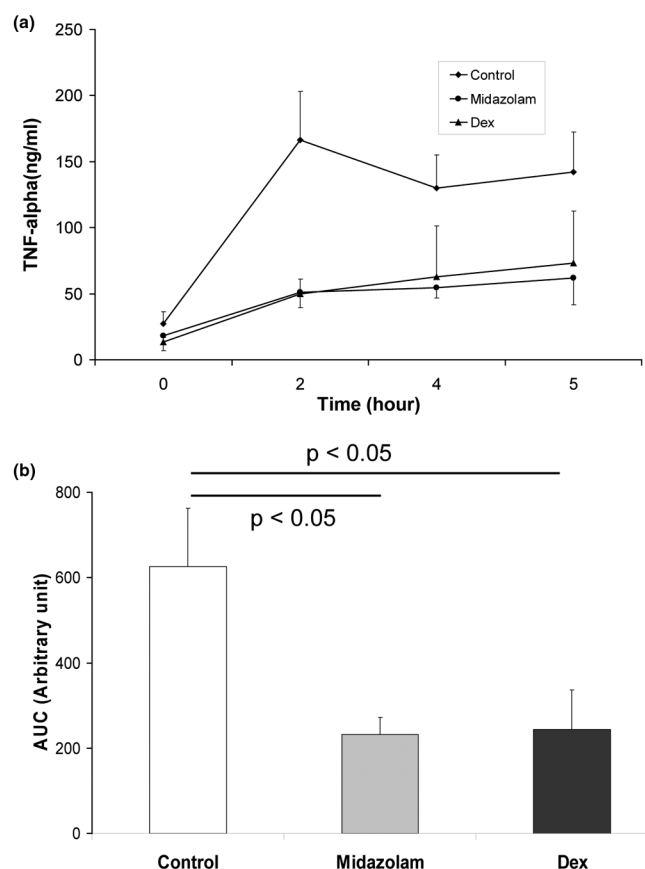 (a)
250
200
150
100
50
0
TNF-alpha(ng/ml)
Control
Midazolam
Dex
0 2 4 5
Time (hour)
(b)
p < 0.05
p < 0.05
800
600
400
200
0
AUC (Arbitrary unit)
Control Midazolam Dex